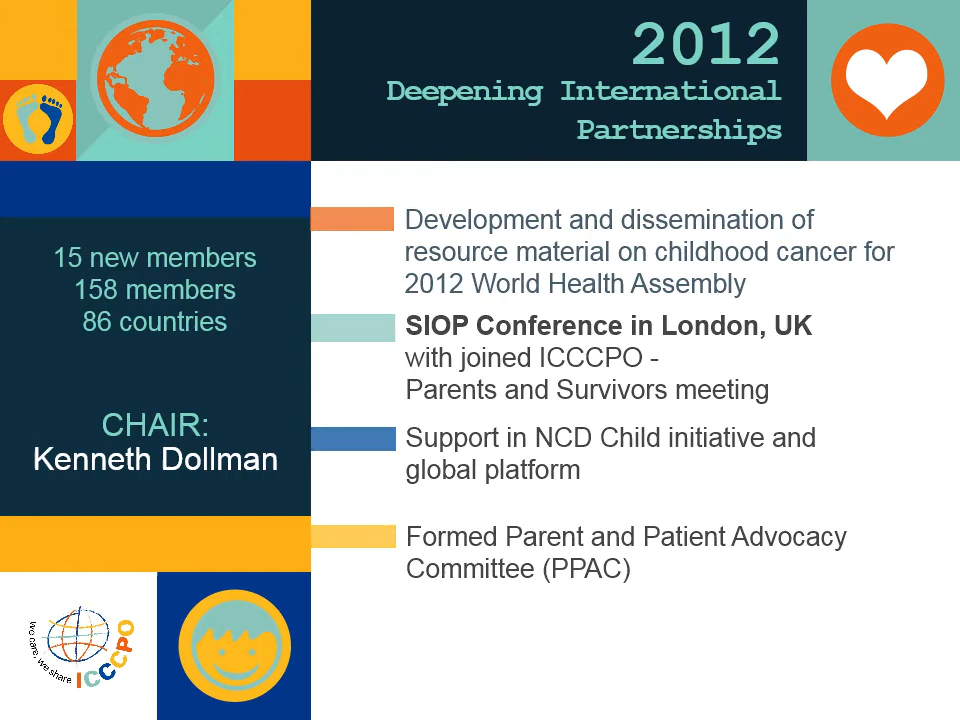 2012
Deepening International
Partnerships
15 new members
158 members
86 countries
CHAIR:
Kenneth Dollman
Development and dissemination of
resource material on childhood cancer for
2012 World Health Assembly
SIOP Conference in London, UK
with joined ICCCPO -
Parents and Survivors meeting
Support in NCD Child initiative and
global platform
Formed Parent and Patient Advocacy
Committee (PPAC)
We care, we share
ICCCPO